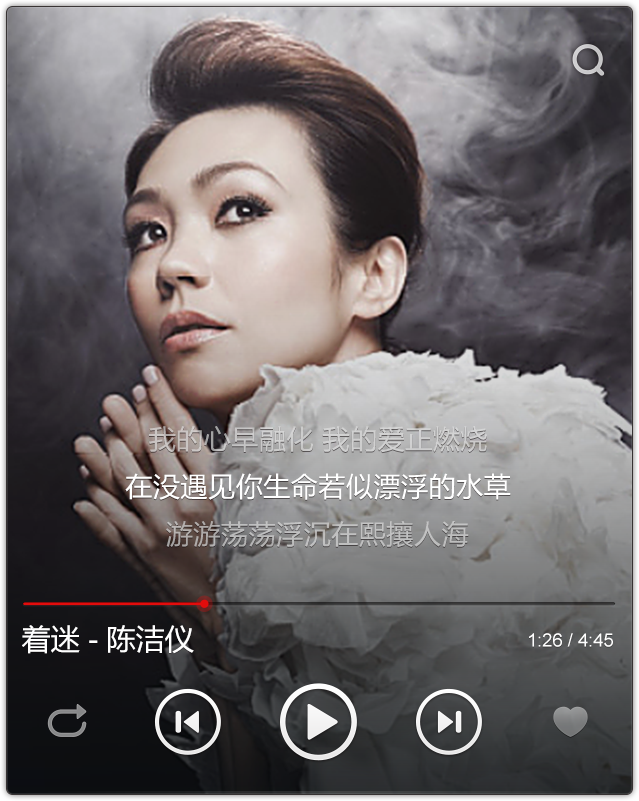 我的心早融化 我的爱正燃烧
在没遇见你生命若似漂浮的水草
游游荡荡浮沉在熙攘人海
着迷 - 陈洁仪
1:26 / 4:45